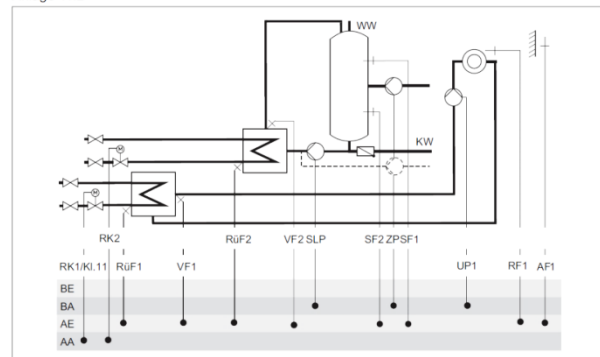 WW
KW
RK2 RüF2 VF2 SLP SF2 ZP SF1
RK1/Kl.11 RüF1 VF1 UP1 RF1 AF1
BE
BA
AE
AA